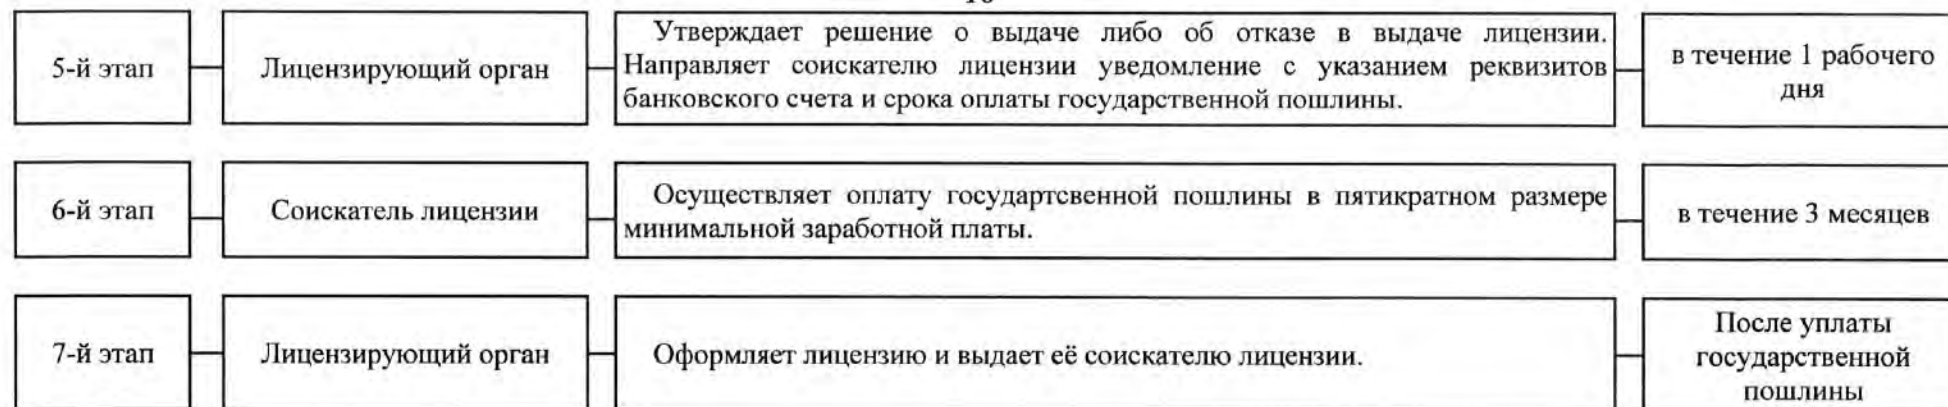 5-й этап
Лицензирующий орган
Утверждает решение о выдаче либо об отказе в выдаче лицензии.
Направляет соискателю лицензии уведомление с указанием реквизитов
банковского счета и срока оплаты государственной пошлины.
в течение 1 рабочего
дня
6-й этап
Соискатель лицензии
Осуществляет оплату государтсвенной пошлины в пятикратном размере
минимальной заработной платы.
в течение 3 месяцев
7-й этап
Лицензирующий орган
Оформляет лицензию и выдает её соискателю лицензии.
После уплаты
государственной
пошлины